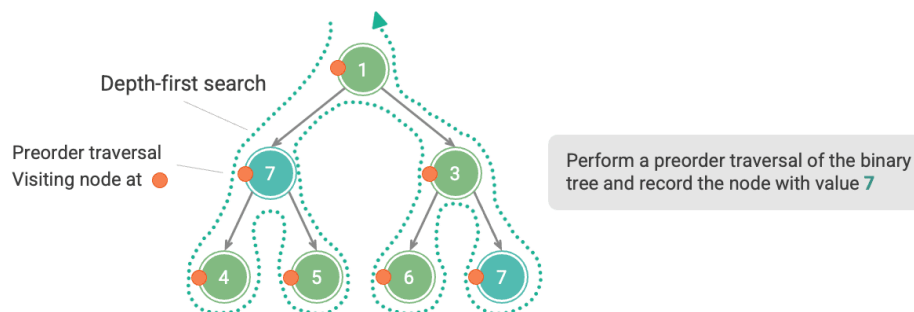 1
Depth-first search
Preorder traversal
Visiting node at
7
3
Perform a preorder traversal of the binary
tree and record the node with value 7
4
5
6
7